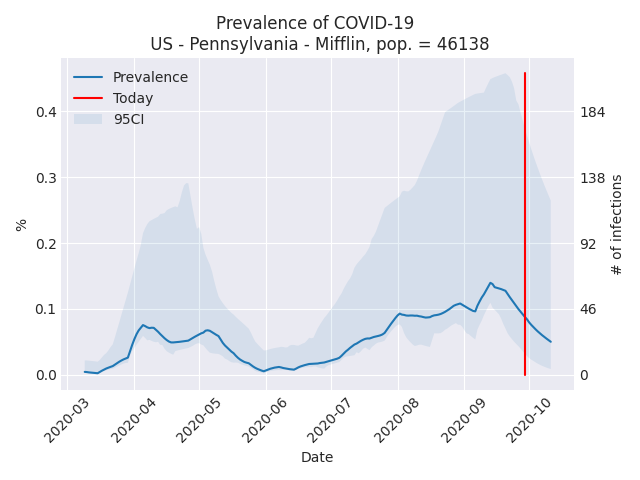 Prevalence of COVID-19
US - Pennsylvania - Mifflin, pop. = 46138
Prevalence
Today
95CI
0.4
0.3
0.2
0.1
0.0
%
184
138
92
46
0
# of infections
2020-03
2020-04
2020-05
2020-06
2020-07
2020-08
2020-09
2020-10
Date